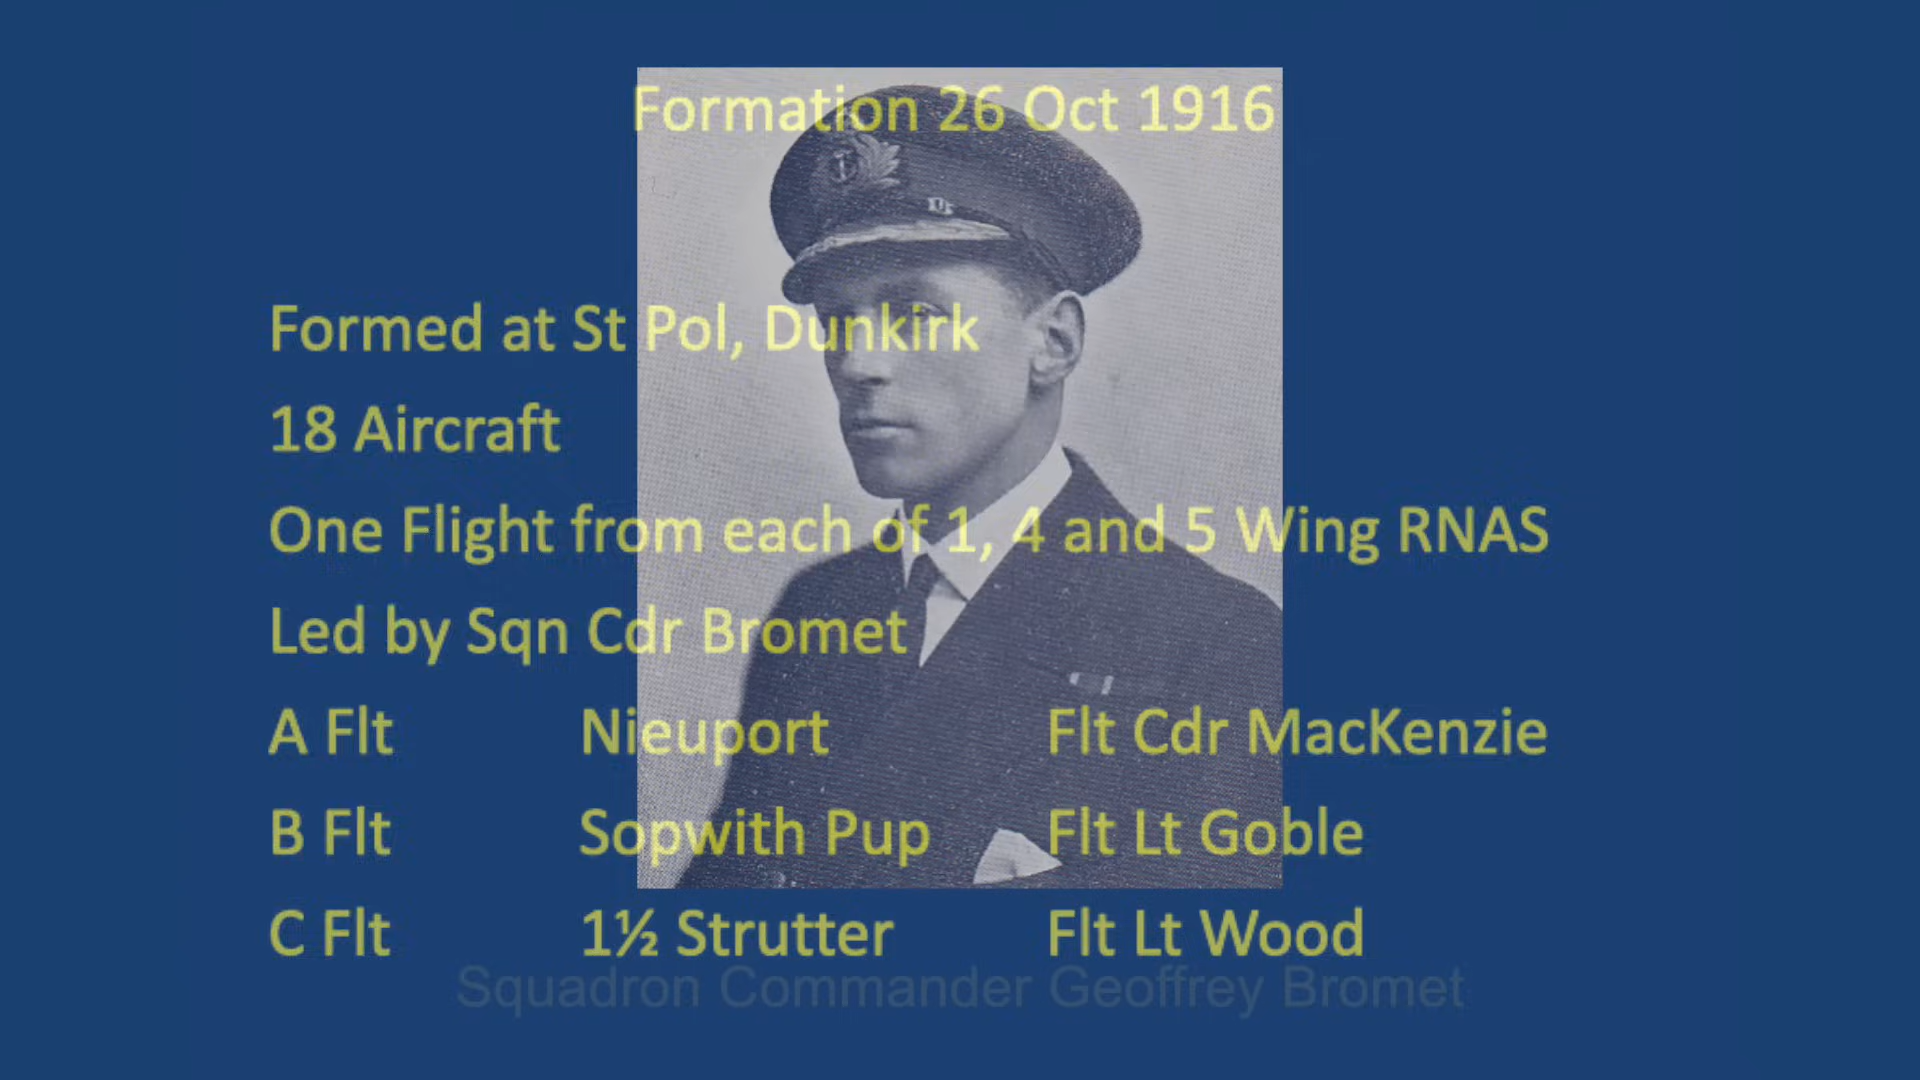 Formation 26 Oct 1916
Formed at St Pol, Dunkirk
18 Aircraft
One Flight from each of 1, 4 and 5 Wing RNAS
Led by Sqn Cdr Bromet
A Flt Nieuport Flt Cdr MacKenzie
B Flt Sopwith Pup Flt Lt Goble
C Flt 1½ Strutter Flt Lt Wood
Squadron Commander Geoffrey Bromet